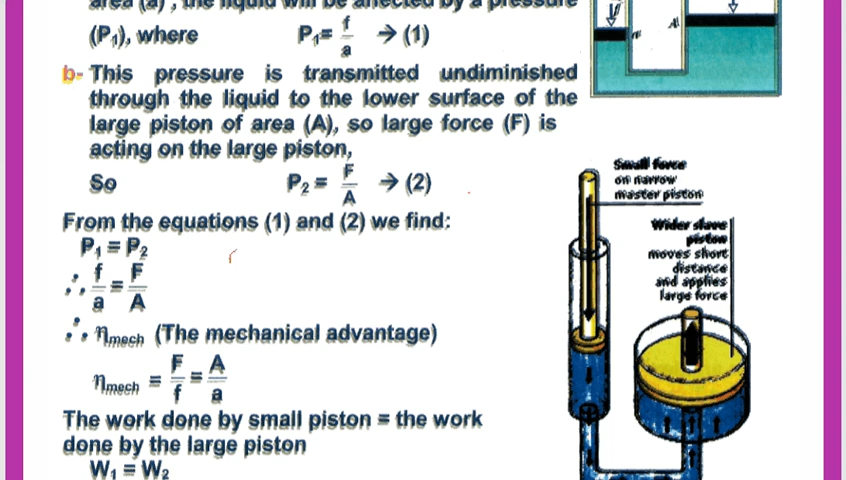 area (a), the liquid will be affected by a pressure
(P₁), where P₁= f/a → (1)
b- This pressure is transmitted undiminished
through the liquid to the lower surface of the
large piston of area (A), so large force (F) is
acting on the large piston,
So P₂ = F/A → (2)
From the equations (1) and (2) we find:
P₁ = P₂
∴ f/a = F/A
∴ ηmech (The mechanical advantage)
ηmech = F/f = A/a
The work done by small piston = the work
done by the large piston
W₁ = W₂
Small force
on narrow
master piston
Wider slave
piston
moves short
distance
and applies
large force